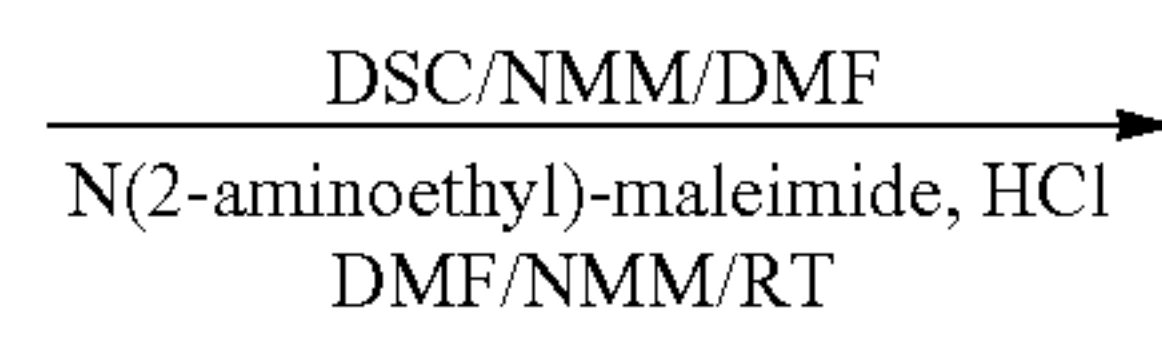 DSC/NMM/DMF
N(2-aminoethyl)-maleimide, HCl
DMF/NMM/RT